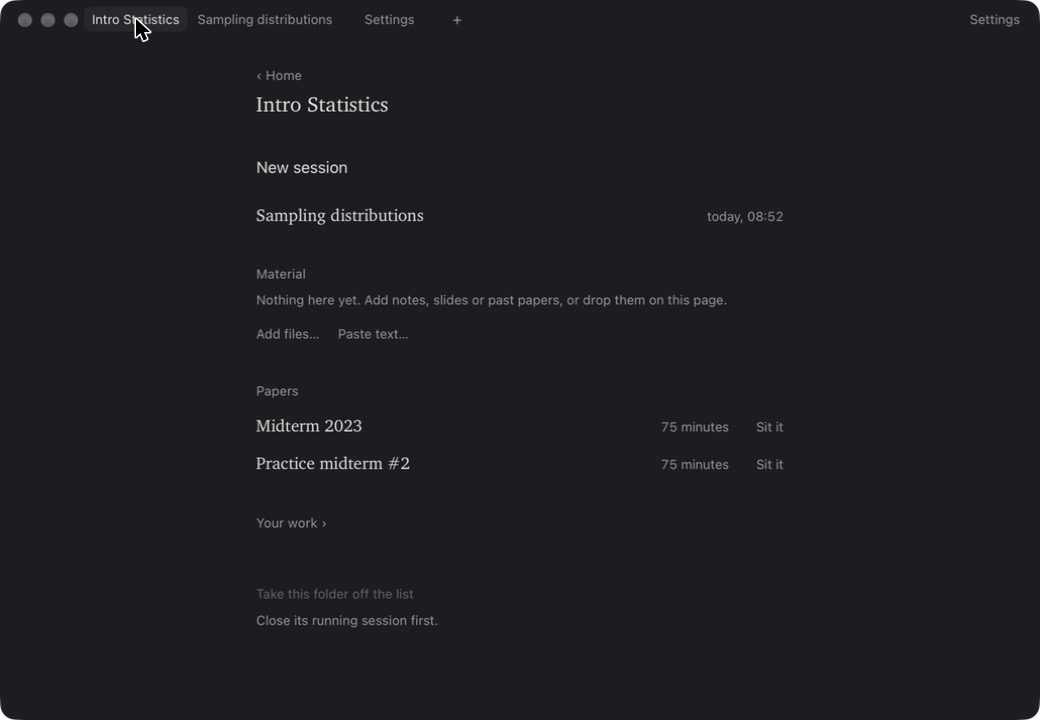 Intro Statistics
Sampling distributions
Settings
+
Settings
‹ Home
Intro Statistics
New session
Sampling distributions
today, 08:52
Material
Nothing here yet. Add notes, slides or past papers, or drop them on this page.
Add files...
Paste text...
Papers
Midterm 2023
75 minutes
Sit it
Practice midterm #2
75 minutes
Sit it
Your work ›
Take this folder off the list
Close its running session first.